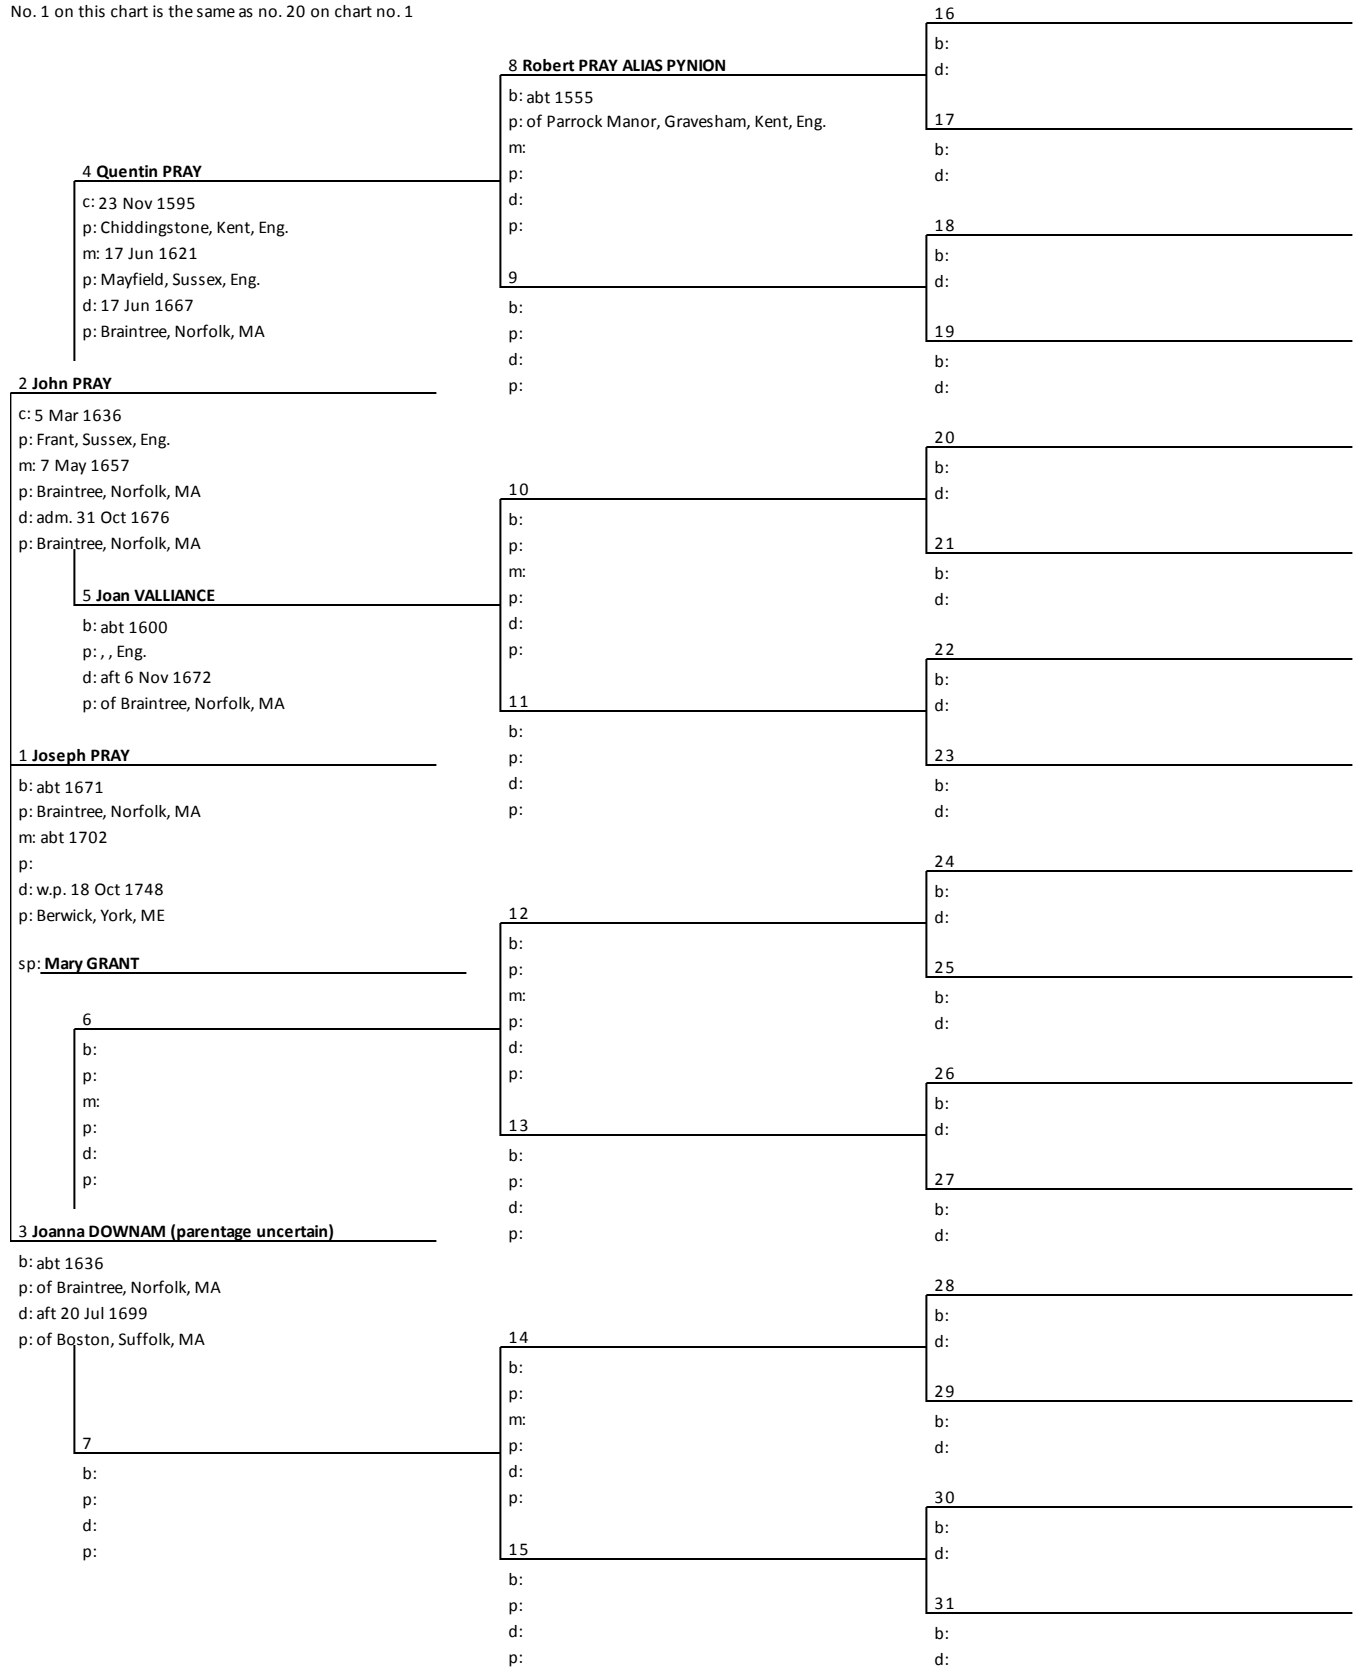 No. 1 on this chart is the same as no. 20 on chart no. 1
16
b:
d:
8 Robert PRAY ALIAS PYNION
b: abt 1555
p: of Parrock Manor, Gravesham, Kent, Eng.
m:
p:
d:
p:
17
b:
d:
4 Quentin PRAY
c: 23 Nov 1595
p: Chiddingstone, Kent, Eng.
m: 17 Jun 1621
p: Mayfield, Sussex, Eng.
d: 17 Jun 1667
p: Braintree, Norfolk, MA
18
b:
d:
9
b:
p:
d:
p:
19
b:
d:
2 John PRAY
c: 5 Mar 1636
p: Frant, Sussex, Eng.
m: 7 May 1657
p: Braintree, Norfolk, MA
d: adm. 31 Oct 1676
p: Braintree, Norfolk, MA
20
b:
d:
10
b:
p:
m:
p:
d:
p:
21
b:
d:
5 Joan VALLIANCE
b: abt 1600
p: , , Eng.
d: aft 6 Nov 1672
p: of Braintree, Norfolk, MA
22
b:
d:
11
b:
p:
d:
p:
23
b:
d:
1 Joseph PRAY
b: abt 1671
p: Braintree, Norfolk, MA
m: abt 1702
p:
d: w.p. 18 Oct 1748
p: Berwick, York, ME
sp: Mary GRANT
24
b:
d:
12
b:
p:
m:
p:
d:
p:
25
b:
d:
6
b:
p:
m:
p:
d:
p:
26
b:
d:
13
b:
p:
d:
p:
27
b:
d:
3 Joanna DOWNAM (parentage uncertain)
b: abt 1636
p: of Braintree, Norfolk, MA
d: aft 20 Jul 1699
p: of Boston, Suffolk, MA
28
b:
d:
14
b:
p:
m:
p:
d:
p:
29
b:
d:
7
b:
p:
d:
p:
30
b:
d:
15
b:
p:
d:
p:
31
b:
d: